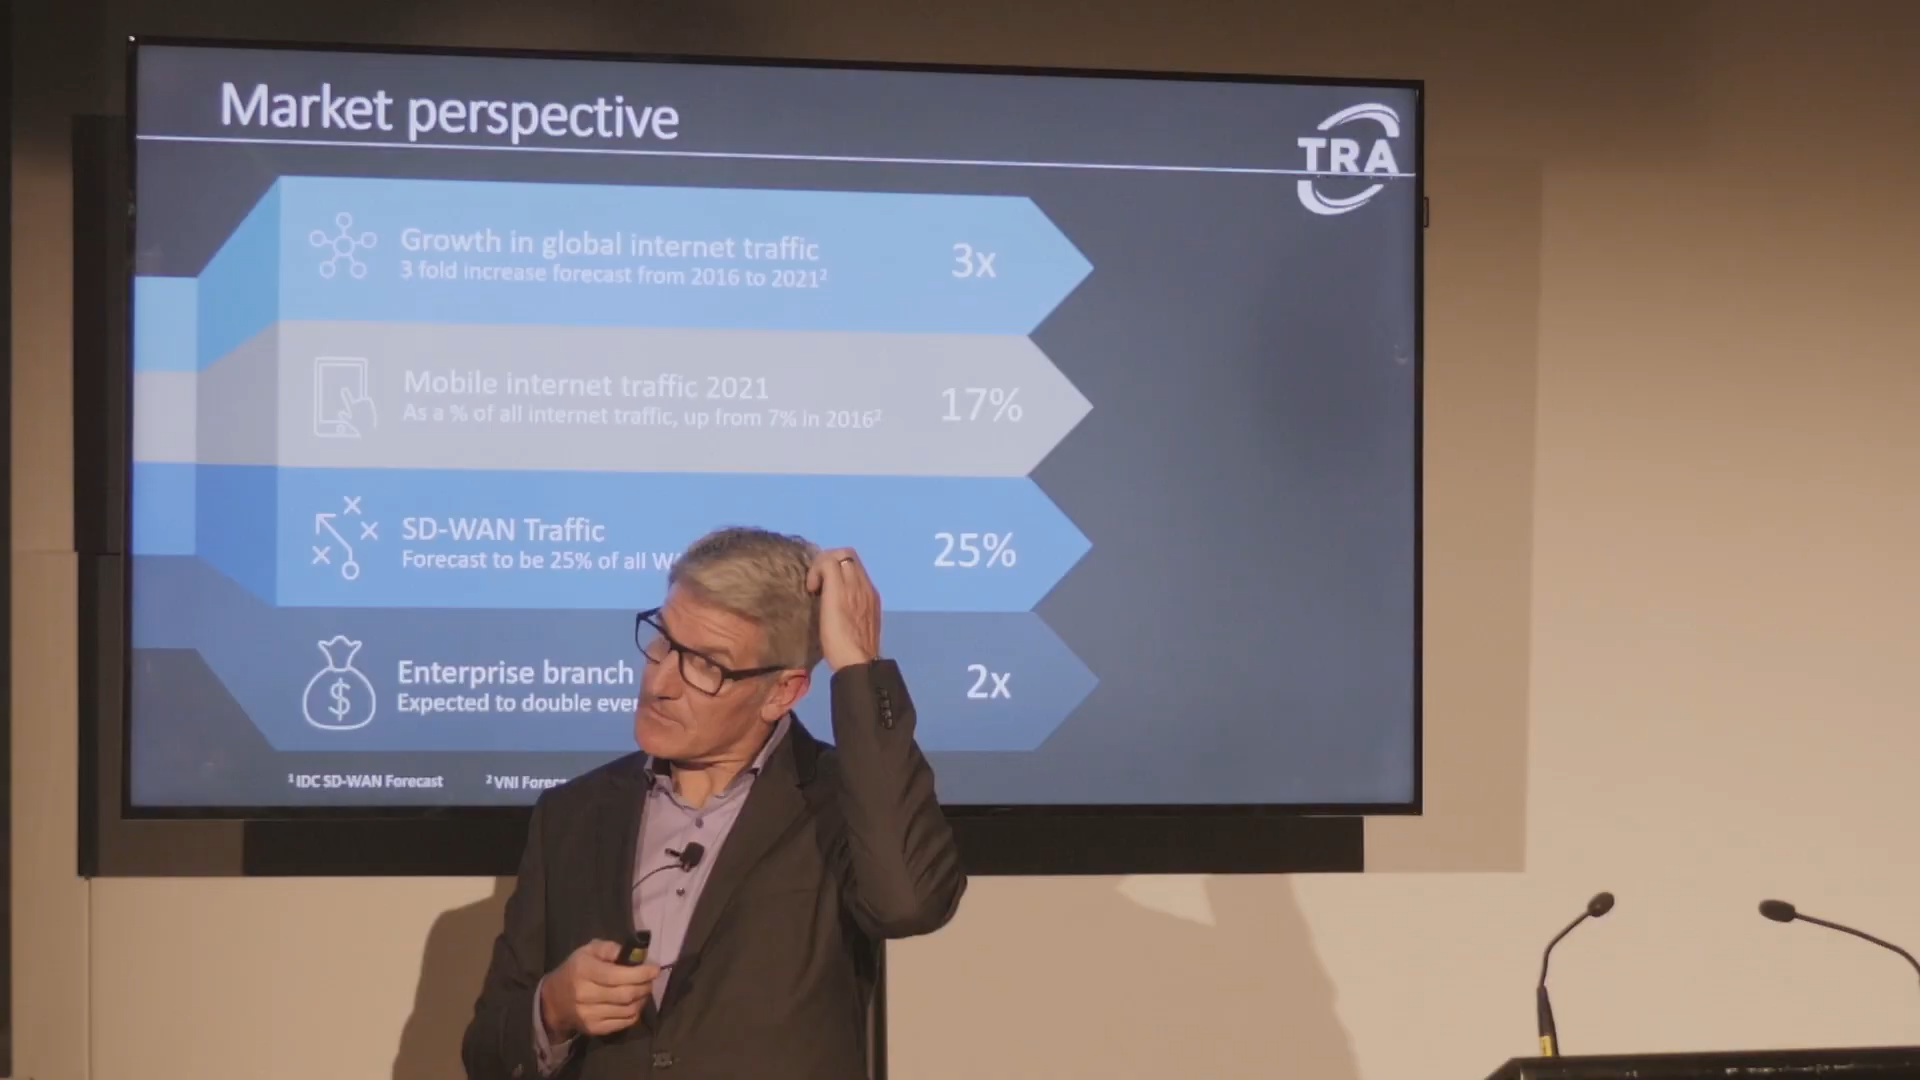 Market perspective
TRA
Growth in global internet traffic
3 fold increase forecast from 2016 to 2021²
3x
Mobile internet traffic 2021
As a % of all internet traffic, up from 7% in 2016²
17%
SD-WAN Traffic
Forecast to be 25% of all
25%
Enterprise branch
Expected to double
2x
¹ IDC SD-WAN Forecast
² VNI
$